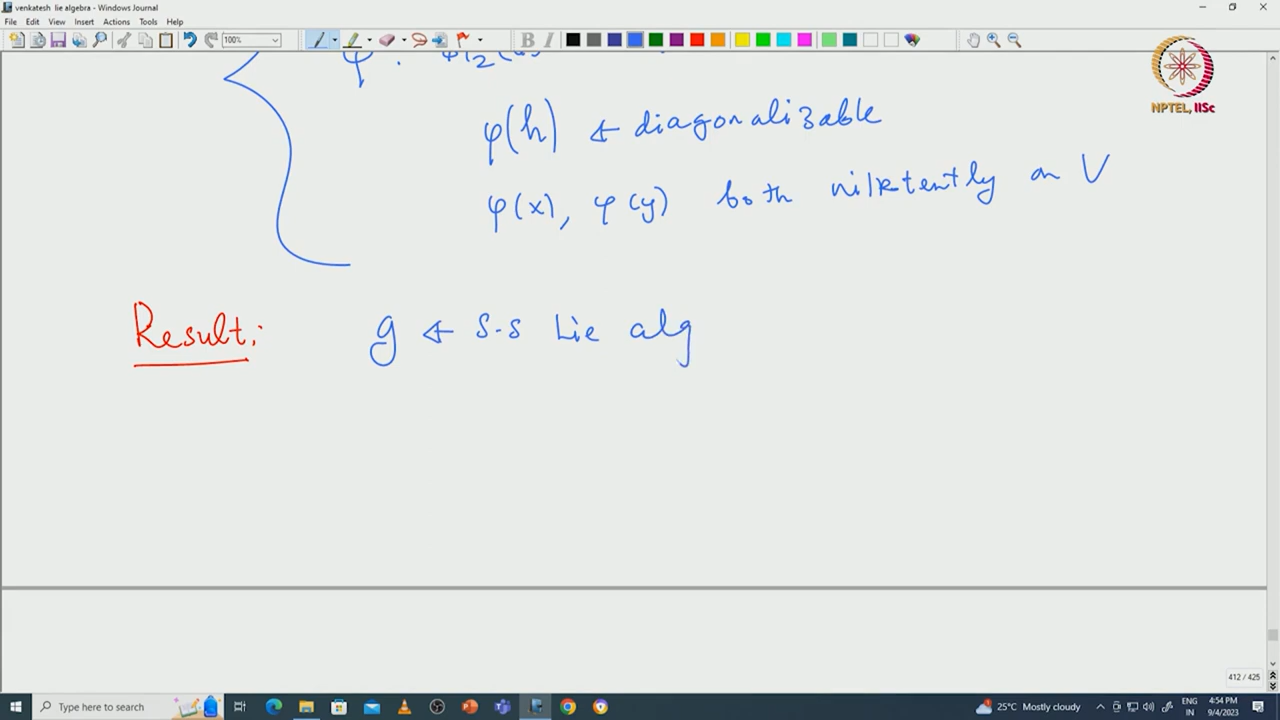 venkatesh lie algebra - Windows Journal
File Edit View Insert Actions Tools Help
100%
B I
NPTEL, IISc
φ :
φ(h) ← diagonalizable
φ(x), φ(y) both nilpotently on V
Result: g ← S.S Lie alg
412 / 425
Type here to search
25°C Mostly cloudy
ENG
IN
4:54 PM
9/4/2023